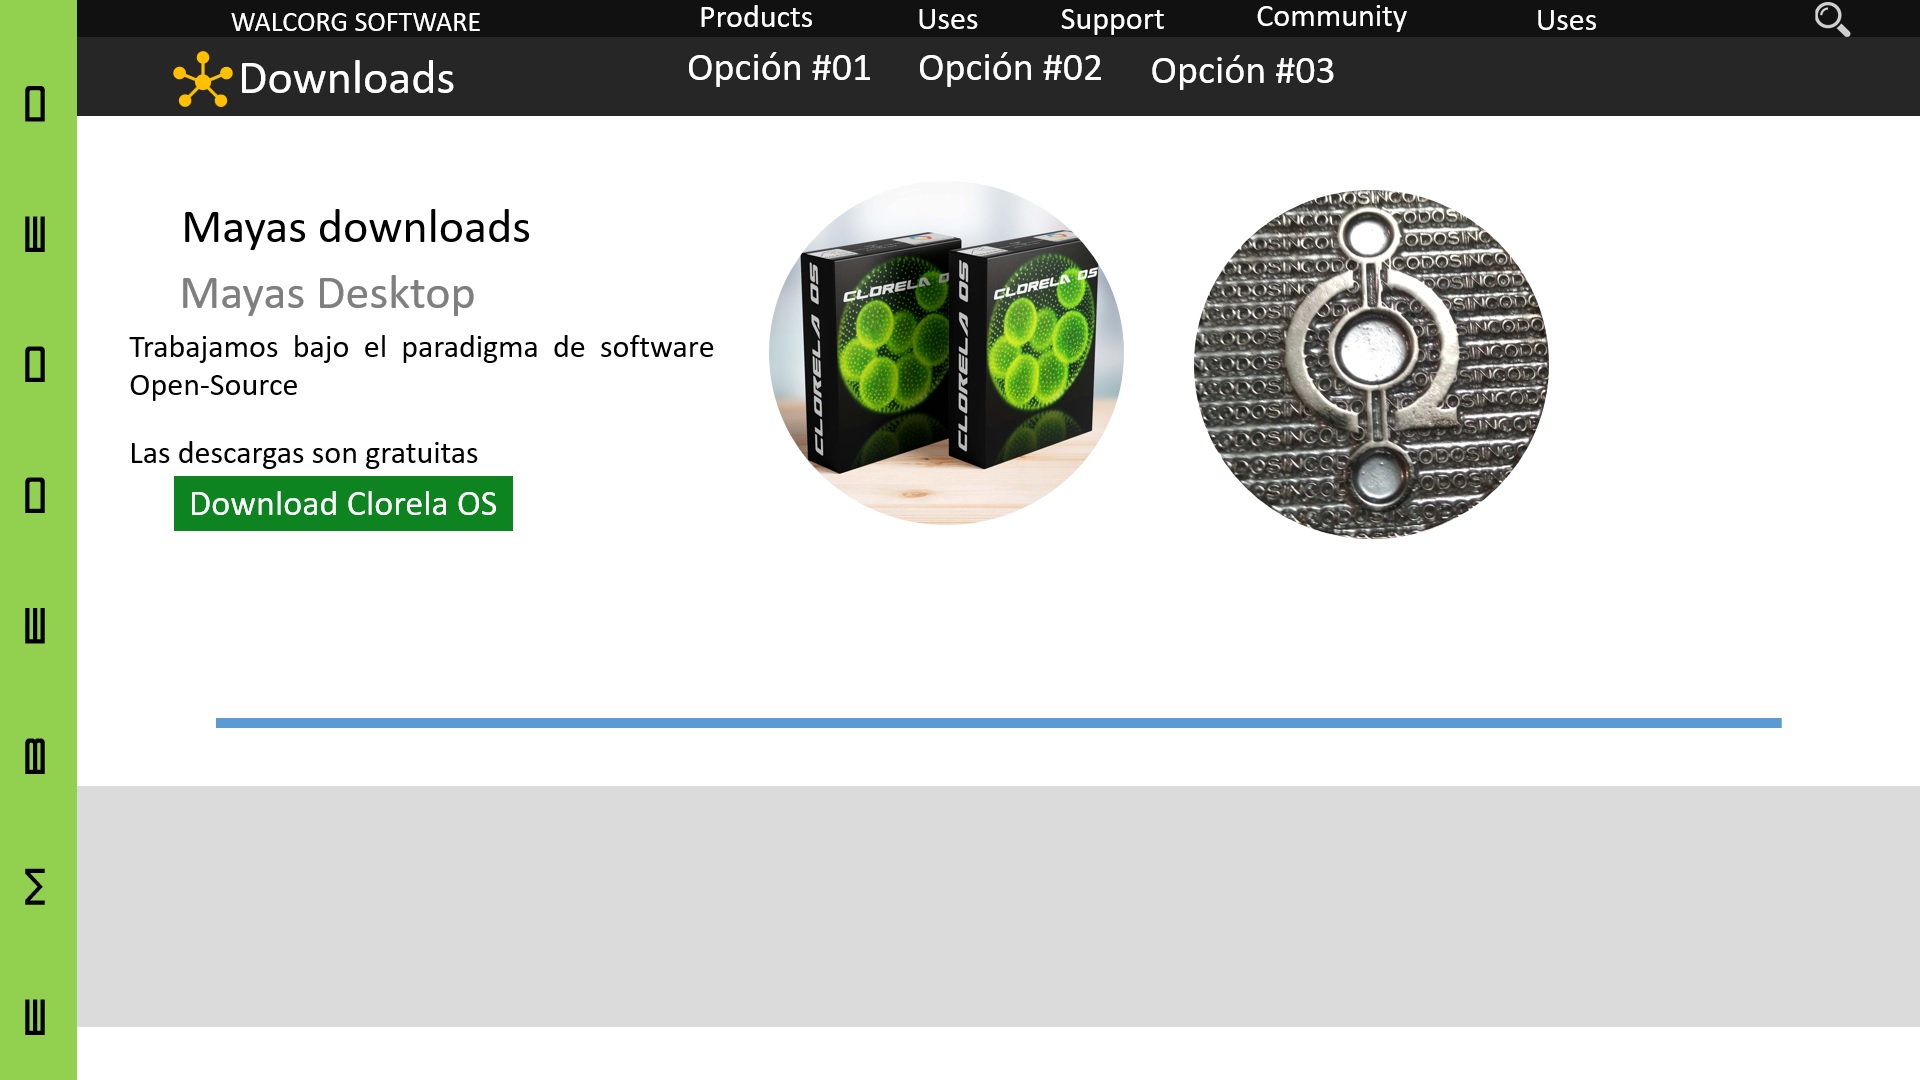 WALCORG SOFTWARE
Products
Uses
Support
Community
Uses
Downloads
Opción #01
Opción #02
Opción #03
Mayas downloads
Mayas Desktop
Trabajamos bajo el paradigma de software
Open-Source
Las descargas son gratuitas
Download Clorela OS
CLORELA OS
CLORELA O
CLORELA OS
CLORELA OS
SINCODOSINCODO